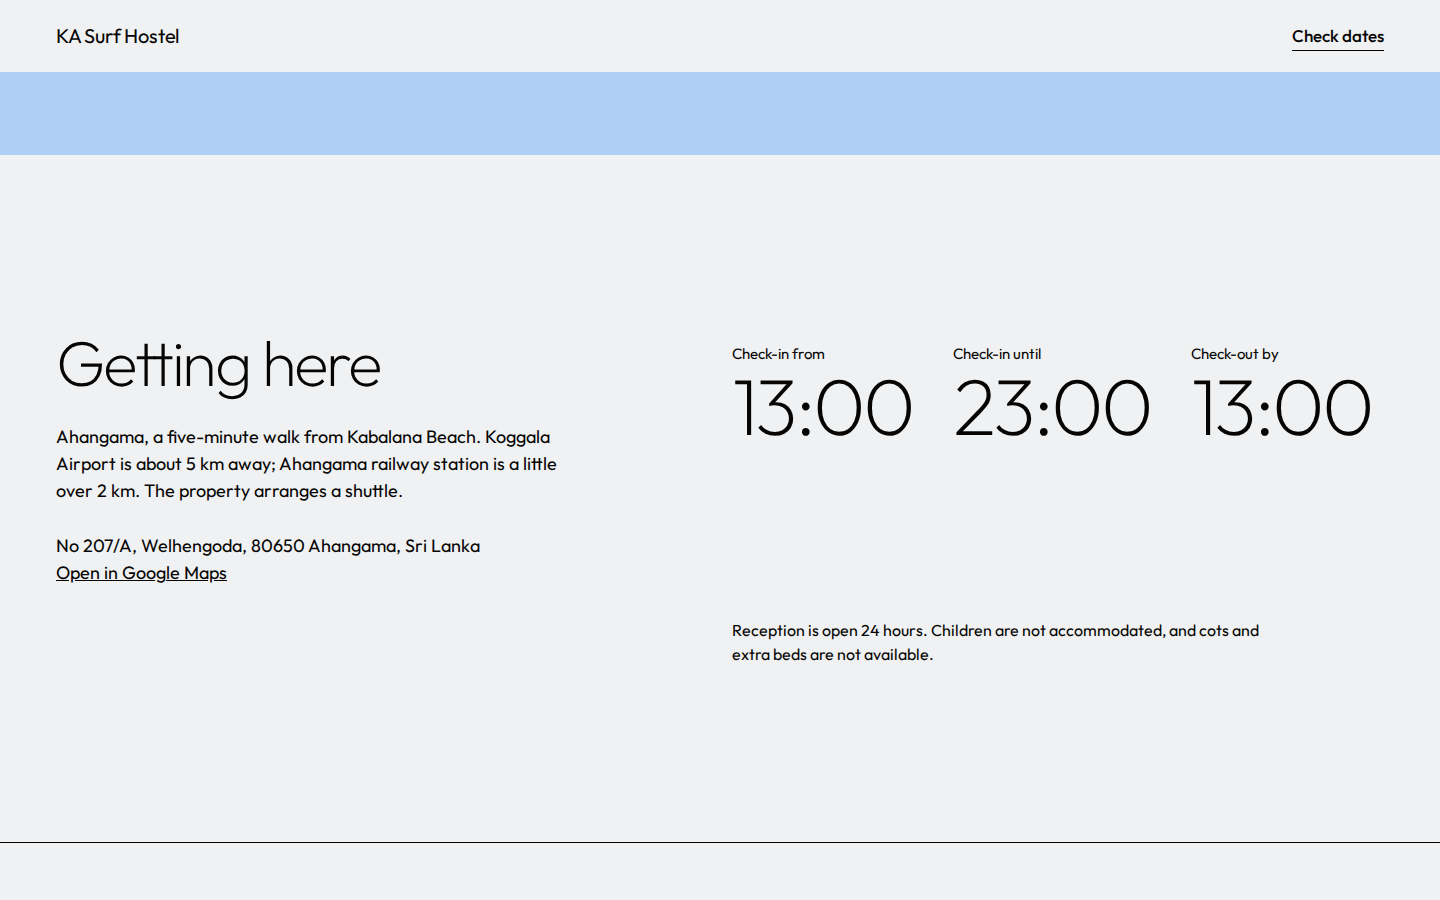 KA Surf Hostel
Check dates
Getting here
Ahangama, a five-minute walk from Kabalana Beach. Koggala
Airport is about 5 km away; Ahangama railway station is a little
over 2 km. The property arranges a shuttle.
No 207/A, Welhengoda, 80650 Ahangama, Sri Lanka
Open in Google Maps
Check-in from
13:00
Check-in until
23:00
Check-out by
13:00
Reception is open 24 hours. Children are not accommodated, and cots and
extra beds are not available.